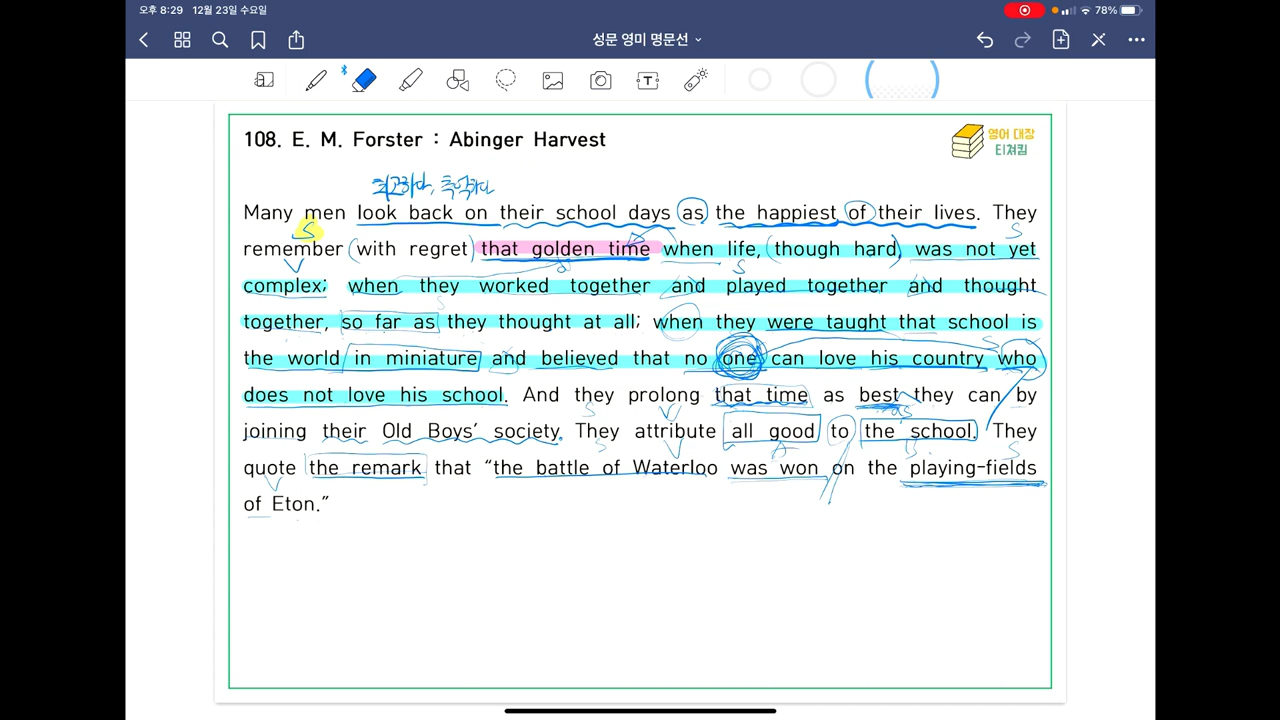 오후 8:29 12월 23일 수요일
78%
성문 영미 명문선
108. E. M. Forster : Abinger Harvest
영어 대장
티쳐킴
회고하다, 추억하다
Many men look back on their school days as the happiest of their lives. They
S S
remember (with regret) that golden time when life, (though hard) was not yet
V S
complex; when they worked together and played together and thought
S
together, so far as they thought at all; when they were taught that school is
S
the world in miniature and believed that no one can love his country who
does not love his school. And they prolong that time as best they can by
S V as
joining their Old Boys' society. They attribute all good to the school. They
S V A B S
quote the remark that "the battle of Waterloo was won on the playing-fields
V
of Eton."